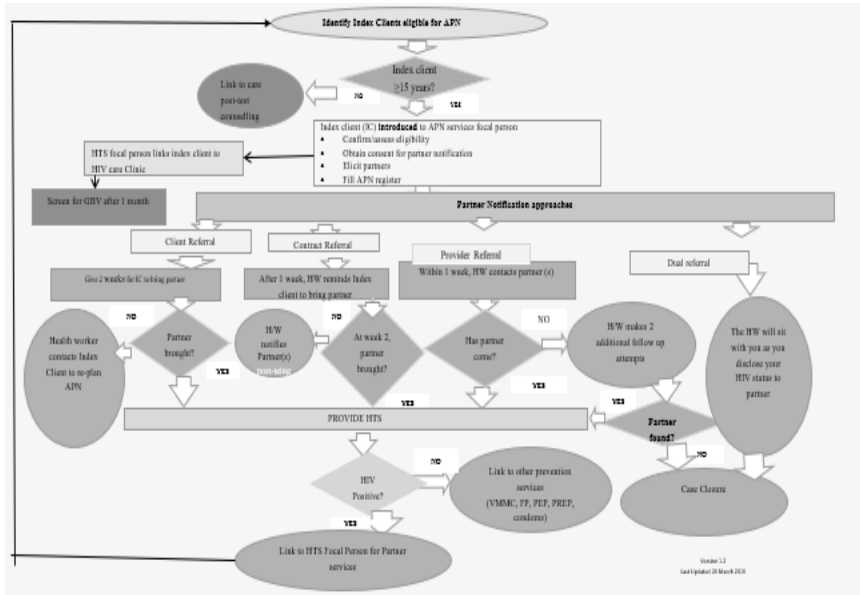 Identify Index Clients eligible for APN
Index client
≥15 years?
NO
YES
Link to care
post-test
counselling
Index client (IC) Introduced to APN services focal person
Confirm/assess eligibility
Obtain consent for partner notification
Elicit partners
Fill APN register
HTS focal person links index client to
HIV care Clinic
Screen for GBV after 1 month
Partner Notification approaches
Client Referral
Contract Referral
Provider Referral
Dual referral
Give 2 weeks for IC to bring partner
After 1 week, HW reminds Index
client to bring partner
Within 1 week, HW contacts partner (s)
NO
Health worker
contacts Index
Client to re-plan
APN
Partner
brought?
YES
NO
H/W
notifies
Partner(s)
At week 2,
partner
brought?
YES
Has partner
come?
NO
YES
H/W makes 2
additional follow up
attempts
The HW will sit
with you as you
disclose your
HIV status to
partner
YES
Partner
found?
NO
PROVIDE HTS
Case Closure
HIV
Positive?
NO
YES
Link to other prevention
services
(VMMC, FP, PEP, PREP,
condoms)
Link to HTS Focal Person for Partner
services
Version 1.2